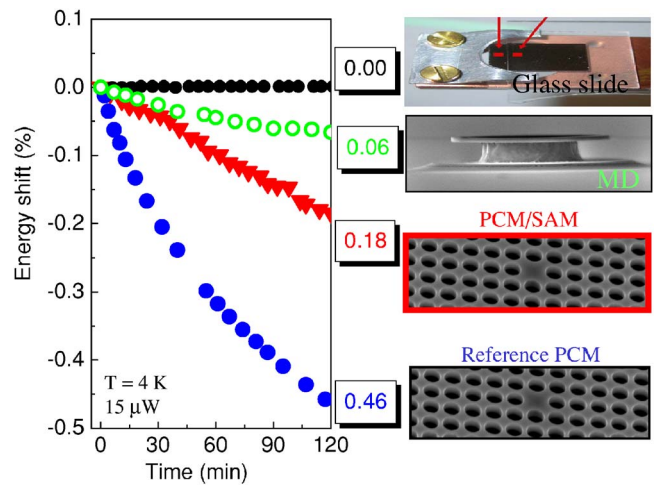 0.1
0.0
-0.1
-0.2
-0.3
-0.4
-0.5
Energy shift (%)
0 30 60 90 120
Time (min)
T = 4 K
15 μW
0.00
0.06
0.18
0.46
Glass slide
MD
PCM/SAM
Reference PCM